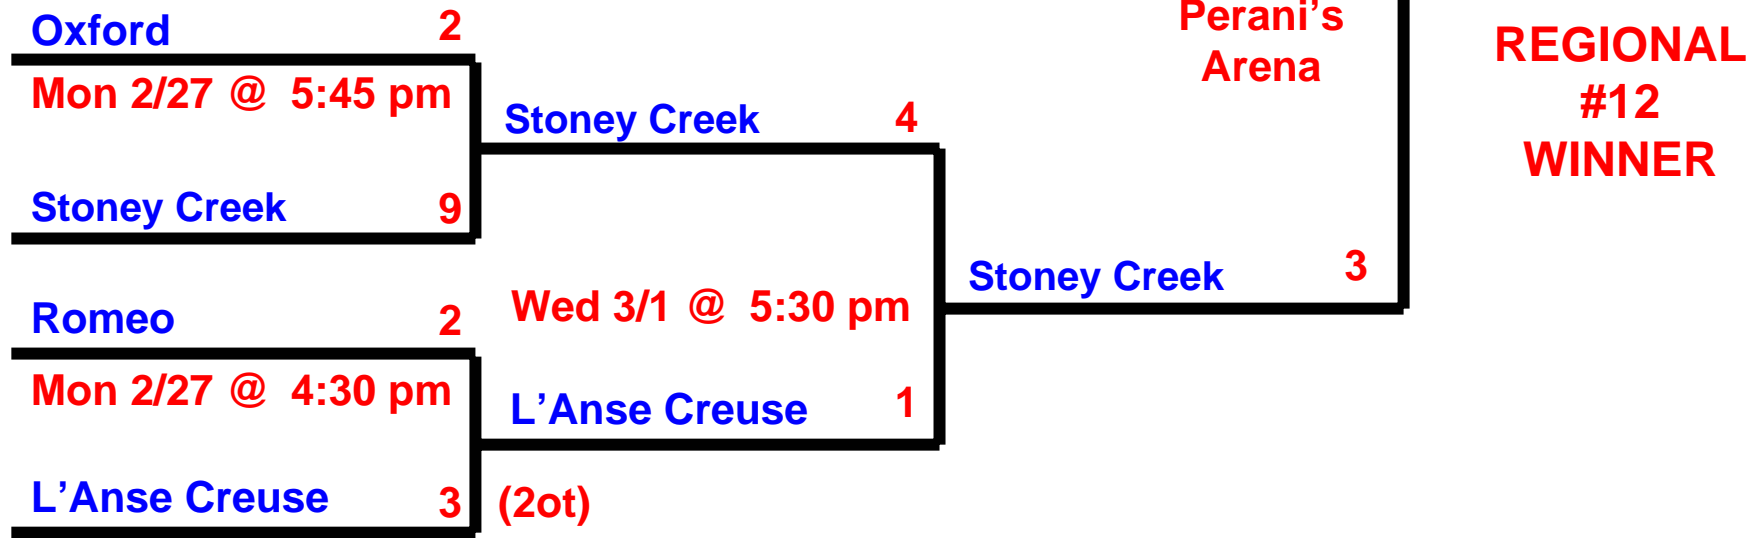 Oxford 2
Mon 2/27 @ 5:45 pm
Stoney Creek 9
Romeo 2
Mon 2/27 @ 4:30 pm
L'Anse Creuse 3 (2ot)
Stoney Creek 4
Wed 3/1 @ 5:30 pm
L'Anse Creuse 1
Perani's
Arena
Stoney Creek 3
REGIONAL
#12
WINNER